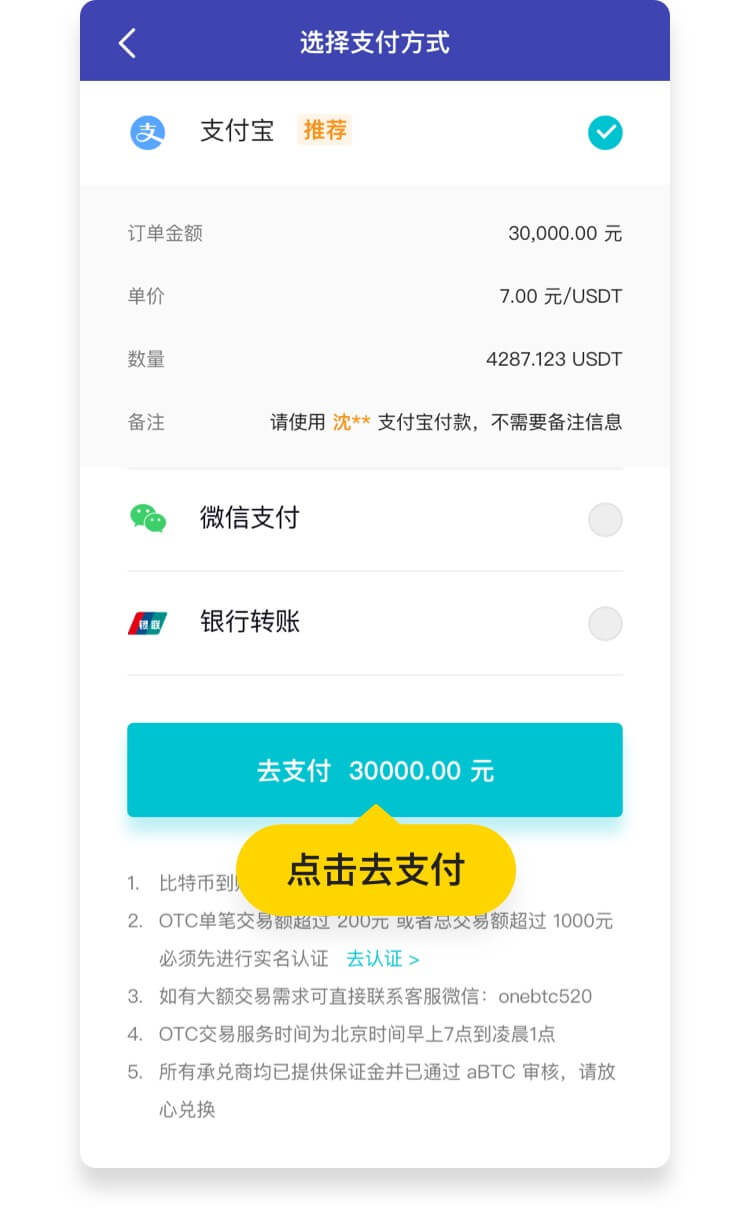 选择支付方式
支 支付宝 推荐
订单金额 30,000.00 元
单价 7.00 元/USDT
数量 4287.123 USDT
备注 请使用 沈** 支付宝付款，不需要备注信息
微信支付
银联 银行转账
去支付 30000.00 元
点击去支付
1. 比特币到
2. OTC单笔交易额超过 200元 或者总交易额超过 1000元
必须先进行实名认证 去认证 >
3. 如有大额交易需求可直接联系客服微信：onebtc520
4. OTC交易服务时间为北京时间早上7点到凌晨1点
5. 所有承兑商均已提供保证金并已通过 aBTC 审核，请放
心兑换